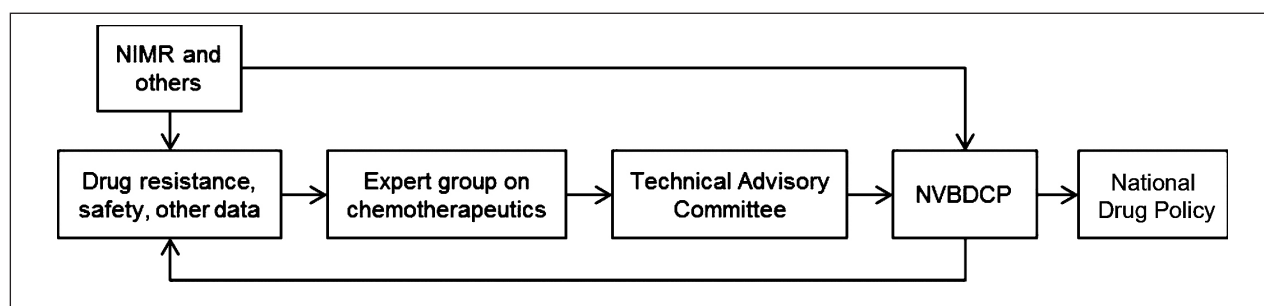 NIMR and
others
Drug resistance,
safety, other data
Expert group on
chemotherapeutics
Technical Advisory
Committee
NVBDCP
National
Drug Policy